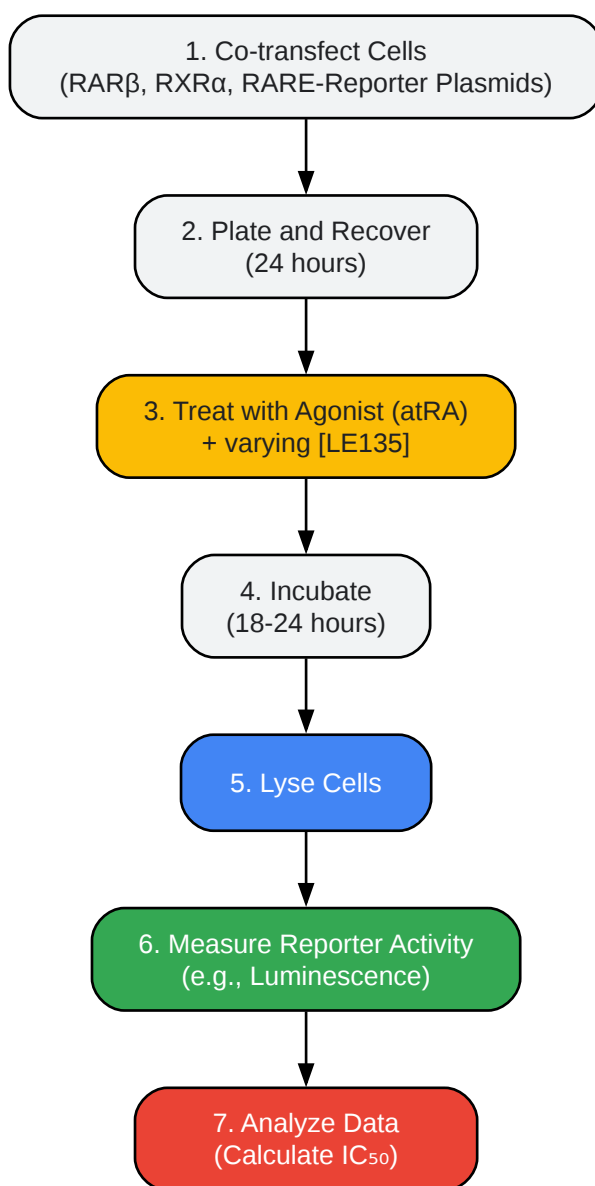 1. Co-transfect Cells
(RARβ, RXRα, RARE-Reporter Plasmids)
2. Plate and Recover
(24 hours)
3. Treat with Agonist (atRA)
+ varying [LE135]
4. Incubate
(18-24 hours)
5. Lyse Cells
6. Measure Reporter Activity
(e.g., Luminescence)
7. Analyze Data
(Calculate IC₅₀)